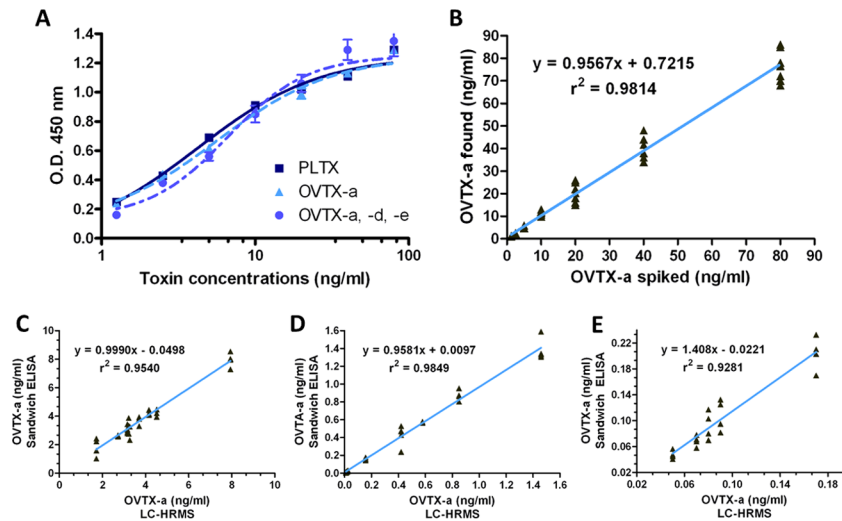 A
1.4
1.2
1.0
0.8
0.6
0.4
0.2
0.0
O.D. 450 nm
PLTX
OVTX-a
OVTX-a, -d, -e
1
10
100
Toxin concentrations (ng/ml)
B
90
80
70
60
50
40
30
20
10
0
OVTX-a found (ng/ml)
y = 0.9567x + 0.7215
r² = 0.9814
0 10 20 30 40 50 60 70 80 90
OVTX-a spiked (ng/ml)
C
10
8
6
4
2
0
OVTX-a (ng/ml)
Sandwich ELISA
y = 0.9990x - 0.0498
r² = 0.9540
0 2 4 6 8 10
OVTX-a (ng/ml)
LC-HRMS
D
1.6
1.4
1.2
1.0
0.8
0.6
0.4
0.2
0.0
OVTA-a (ng/ml)
Sandwich ELISA
y = 0.9581x + 0.0097
r² = 0.9849
0.0 0.2 0.4 0.6 0.8 1.0 1.2 1.4 1.6
OVTX-a (ng/ml)
LC-HRMS
E
0.22
0.18
0.14
0.10
0.06
0.02
OVTX-a (ng/ml)
Sandwich ELISA
y = 1.408x - 0.0221
r² = 0.9281
0.02 0.06 0.10 0.14 0.18
OVTX-a (ng/ml)
LC-HRMS